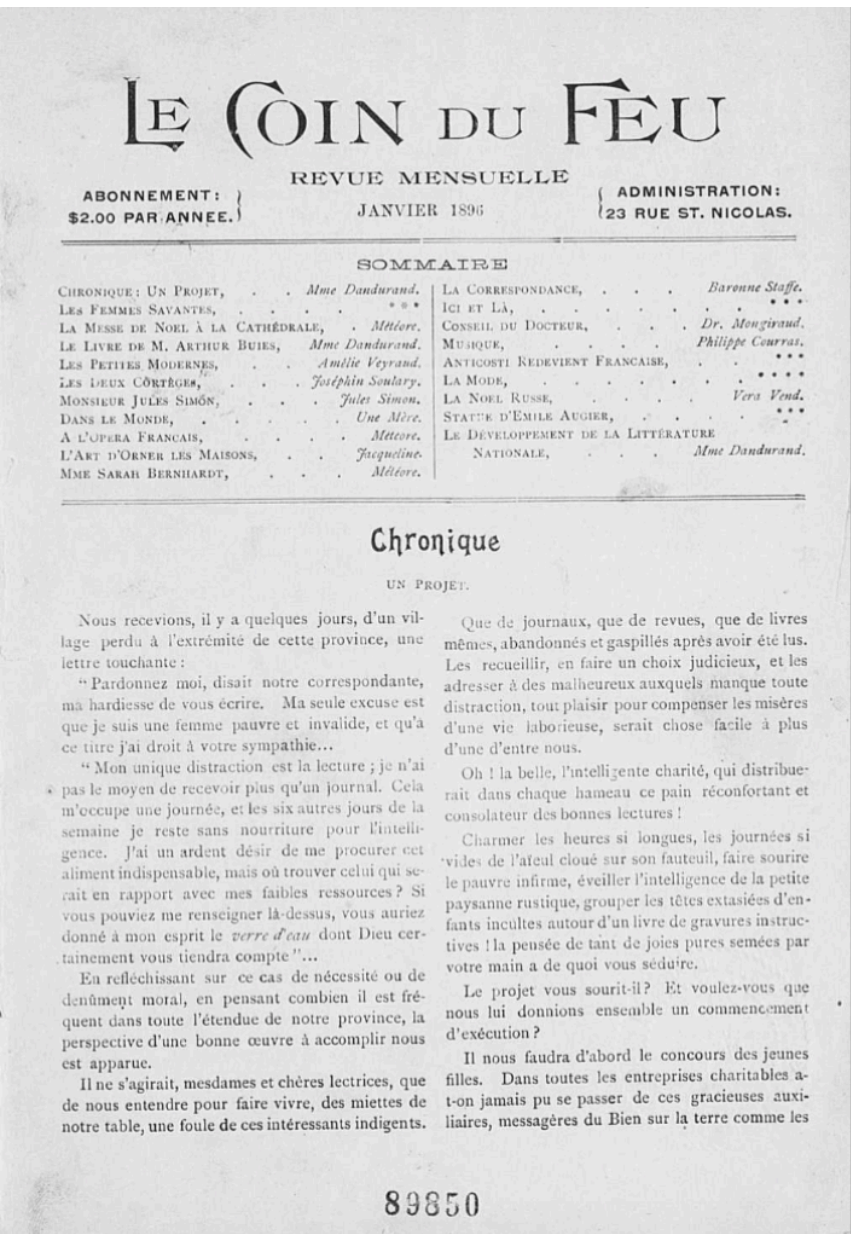 LE COIN DU FEU
REVUE MENSUELLE
ABONNEMENT:
$2.00 PAR ANNEE.
JANVIER 1896
ADMINISTRATION:
23 RUE ST. NICOLAS.
SOMMAIRE
CHRONIQUE: UN PROJET, . . Mme Dandurand.
LES FEMMES SAVANTES, . . . . . ***
LA MESSE DE NOEL À LA CATHÉDRALE, . Météore.
LE LIVRE DE M. ARTHUR BUIES, Mme Dandurand.
LES PETITES MODERNES, . . Amélie Veyraud.
LES DEUX CÔRTÈGES, . . . Joséphin Soulary.
MONSIEUR JULES SIMON, . . Jules Simon.
DANS LE MONDE, . . . . Une Mère.
A L'OPERA FRANCAIS, . . . . Méteore.
L'ART D'ORNER LES MAISONS, . . Jacqueline.
MME SARAH BERNHARDT, . . . Météore.
LA CORRESPONDANCE, . . . Baronne Staffe.
ICI ET LÀ, . . . . . . . ***
CONSEIL DU DOCTEUR, . . . Dr. Mongiraud.
MUSIQUE, . . . . Philippe Courras.
ANTICOSTI REDEVIENT FRANCAISE, . . ***
LA MODE, . . . . . . ****
LA NOEL RUSSE, . . . . Vera Vend.
STATUE D'EMILE AUGIER, . . . . ***
LE DÉVELOPPEMENT DE LA LITTÉRATURE
NATIONALE, . . . Mme Dandurand.
Chronique
UN PROJET.
Nous recevions, il y a quelques jours, d'un vil-
lage perdu à l'extrémité de cette province, une
lettre touchante :
“ Pardonnez moi, disait notre correspondante,
ma hardiesse de vous écrire. Ma seule excuse est
que je suis une femme pauvre et invalide, et qu'à
ce titre j'ai droit à votre sympathie...
“ Mon unique distraction est la lecture ; je n'ai
pas le moyen de recevoir plus qu'un journal. Cela
m'occupe une journée, et les six autres jours de la
semaine je reste sans nourriture pour l'intelli-
gence. J'ai un ardent désir de me procurer cet
aliment indispensable, mais où trouver celui qui se-
rait en rapport avec mes faibles ressources ? Si
vous pouviez me renseigner là-dessus, vous auriez
donné à mon esprit le verre d'eau dont Dieu cer-
tainement vous tiendra compte ”...
En refléchissant sur ce cas de nécessité ou de
denûment moral, en pensant combien il est fré-
quent dans toute l'étendue de notre province, la
perspective d'une bonne œuvre à accomplir nous
est apparue.
Il ne s'agirait, mesdames et chères lectrices, que
de nous entendre pour faire vivre, des miettes de
notre table, une foule de ces intéressants indigents.
Que de journaux, que de revues, que de livres
mêmes, abandonnés et gaspillés après avoir été lus.
Les recueillir, en faire un choix judicieux, et les
adresser à des malheureux auxquels manque toute
distraction, tout plaisir pour compenser les misères
d'une vie laborieuse, serait chose facile à plus
d'une d'entre nous.
Oh ! la belle, l'intelligente charité, qui distribue-
rait dans chaque hameau ce pain réconfortant et
consolateur des bonnes lectures !
Charmer les heures si longues, les journées si
vides de l'aïeul cloué sur son fauteuil, faire sourire
le pauvre infirme, éveiller l'intelligence de la petite
paysanne rustique, grouper les têtes extasiées d'en-
fants incultes autour d'un livre de gravures instruc-
tives ! la pensée de tant de joies pures semées par
votre main a de quoi vous séduire.
Le projet vous sourit-il ? Et voulez-vous que
nous lui donnions ensemble un commencement
d'exécution ?
Il nous faudra d'abord le concours des jeunes
filles. Dans toutes les entreprises charitables a-
t-on jamais pu se passer de ces gracieuses auxi-
liaires, messagères du Bien sur la terre comme les
89850